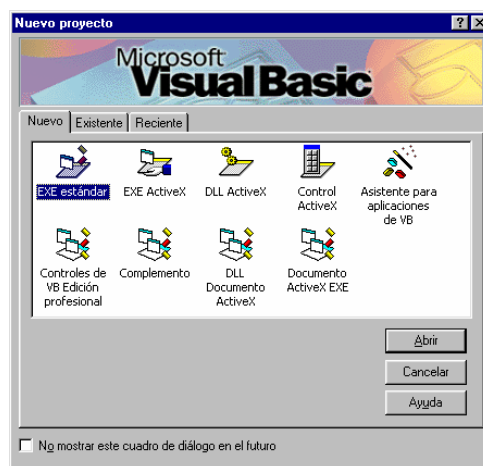 Nuevo proyecto
Microsoft
Visual Basic
Nuevo Existente Reciente
EXE estándar EXE ActiveX DLL ActiveX Control ActiveX Asistente para aplicaciones de VB
Controles de VB Edición profesional Complemento DLL Documento ActiveX Documento ActiveX EXE
Abrir
Cancelar
Ayuda
No mostrar este cuadro de diálogo en el futuro